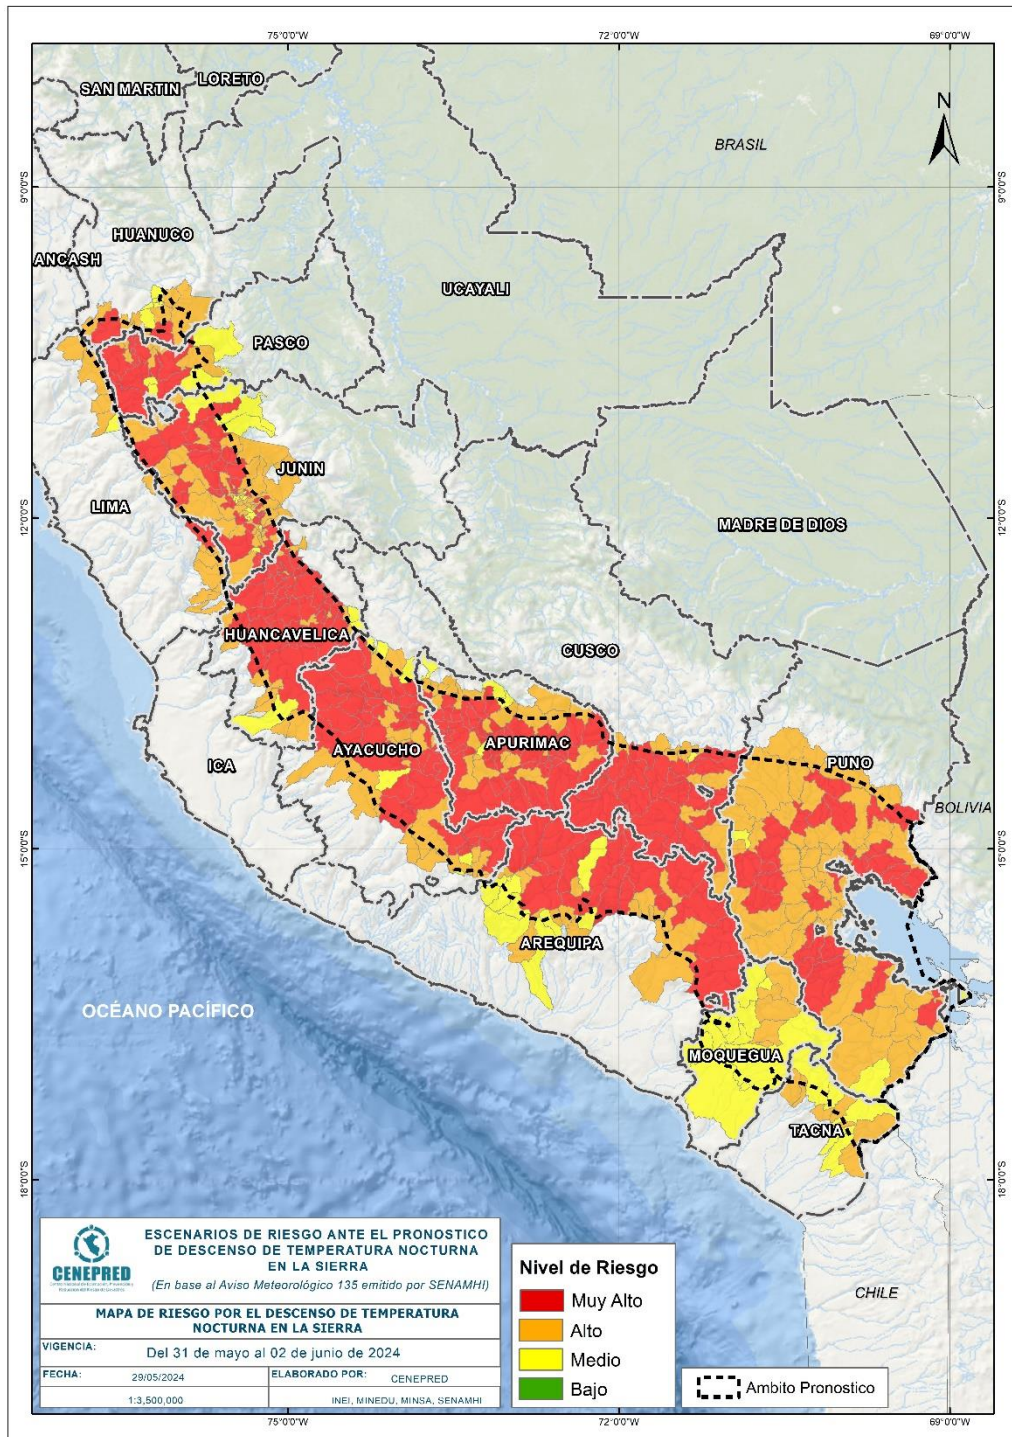 75°0'0"W
72°0'0"W
69°0'0"W
LORETO
SAN MARTIN
N
BRASIL
9°0'0"S
9°0'0"S
HUANUCO
ANCASH
UCAYALI
PASCO
JUNIN
LIMA
12°0'0"S
12°0'0"S
MADRE DE DIOS
HUANCAVELICA
CUSCO
AYACUCHO
APURIMAC
ICA
PUNO
BOLIVIA
15°0'0"S
15°0'0"S
AREQUIPA
OCÉANO PACÍFICO
MOQUEGUA
TACNA
18°0'0"S
18°0'0"S
CHILE
CENEPRED
ESCENARIOS DE RIESGO ANTE EL PRONOSTICO
DE DESCENSO DE TEMPERATURA NOCTURNA
EN LA SIERRA
(En base al Aviso Meteorológico 135 emitido por SENAMHI)
MAPA DE RIESGO POR EL DESCENSO DE TEMPERATURA
NOCTURNA EN LA SIERRA
VIGENCIA: Del 31 de mayo al 02 de junio de 2024
FECHA: 29/05/2024 ELABORADO POR: CENEPRED
1:3,500,000 INEI, MINEDU, MINSA, SENAMHI
Nivel de Riesgo
Muy Alto
Alto
Medio
Bajo
Ambito Pronostico
75°0'0"W
72°0'0"W
69°0'0"W